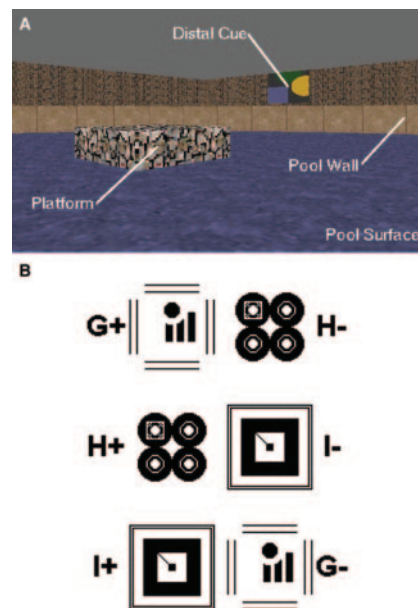 A
Distal Cue
Pool Wall
Platform
Pool Surface
B
G+ H-
H+ I-
I+ G-